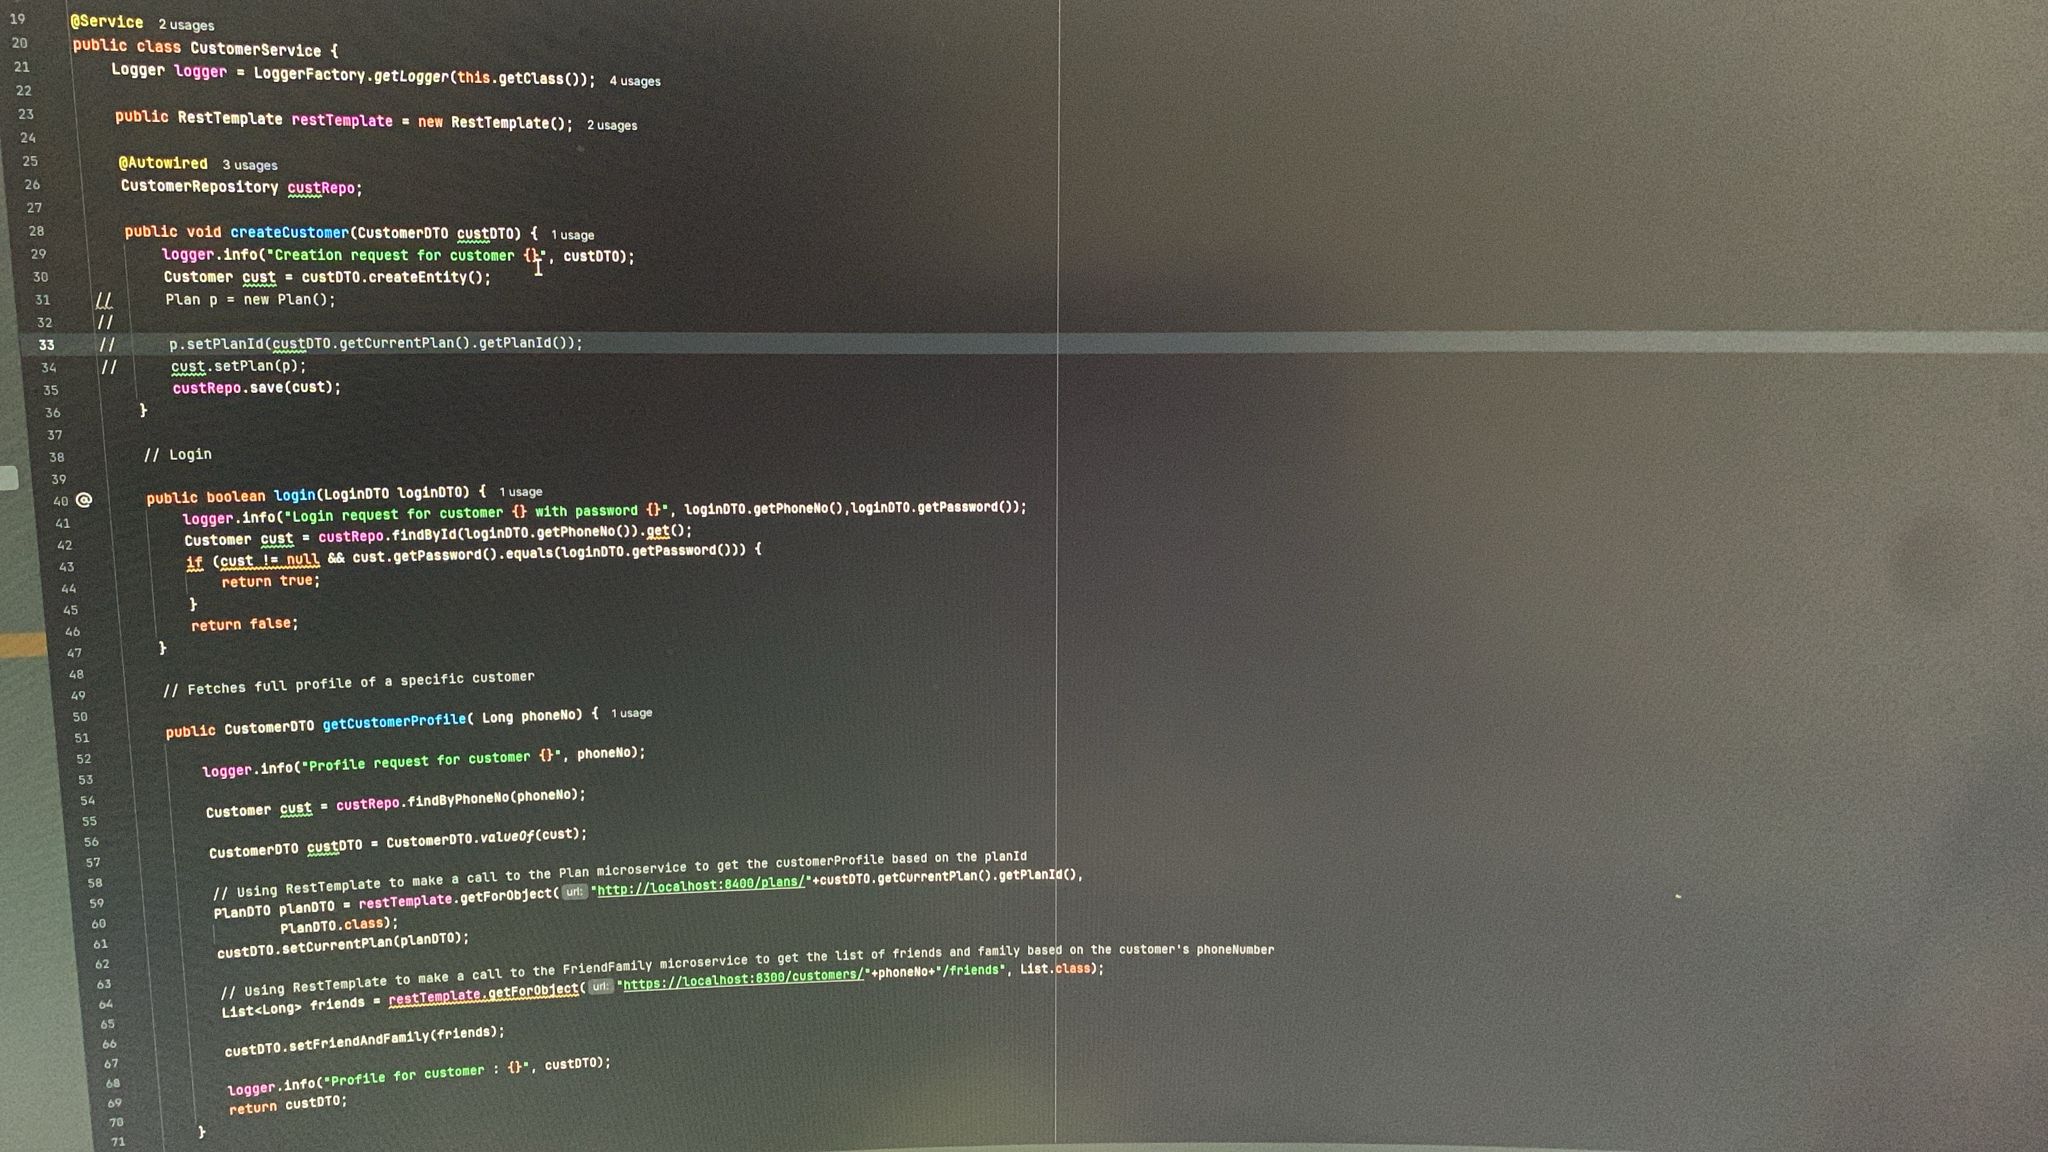 19 @Service 2 usages
20 public class CustomerService {
21 Logger logger = LoggerFactory.getLogger(this.getClass()); 4 usages
22
23 public RestTemplate restTemplate = new RestTemplate(); 2 usages
24
25 @Autowired 3 usages
26 CustomerRepository custRepo;
27
28 public void createCustomer(CustomerDTO custDTO) { 1 usage
29 logger.info("Creation request for customer {}", custDTO);
30 Customer cust = custDTO.createEntity();
31 // Plan p = new Plan();
32 //
33 // p.setPlanId(custDTO.getCurrentPlan().getPlanId());
34 // cust.setPlan(p);
35 custRepo.save(cust);
36 }
37
38 // Login
39
40 @ public boolean login(LoginDTO loginDTO) { 1 usage
41 logger.info("Login request for customer {} with password {}", loginDTO.getPhoneNo(),loginDTO.getPassword());
42 Customer cust = custRepo.findById(loginDTO.getPhoneNo()).get();
43 if (cust != null && cust.getPassword().equals(loginDTO.getPassword())) {
44 return true;
45 }
46 return false;
47 }
48
49 // Fetches full profile of a specific customer
50
51 public CustomerDTO getCustomerProfile( Long phoneNo) { 1 usage
52
53 logger.info("Profile request for customer {}", phoneNo);
54
55 Customer cust = custRepo.findByPhoneNo(phoneNo);
56
57 CustomerDTO custDTO = CustomerDTO.valueOf(cust);
58
59 // Using RestTemplate to make a call to the Plan microservice to get the customerProfile based on the planId
60 PlanDTO planDTO = restTemplate.getForObject( url: "http://localhost:8400/plans/"+custDTO.getCurrentPlan().getPlanId(),
61 PlanDTO.class);
62 custDTO.setCurrentPlan(planDTO);
63
64 // Using RestTemplate to make a call to the FriendFamily microservice to get the list of friends and family based on the customer's phoneNumber
65 List<Long> friends = restTemplate.getForObject( url: "https://localhost:8300/customers/"+phoneNo+"/friends", List.class);
66
67 custDTO.setFriendAndFamily(friends);
68
69 logger.info("Profile for customer : {}", custDTO);
70 return custDTO;
71 }